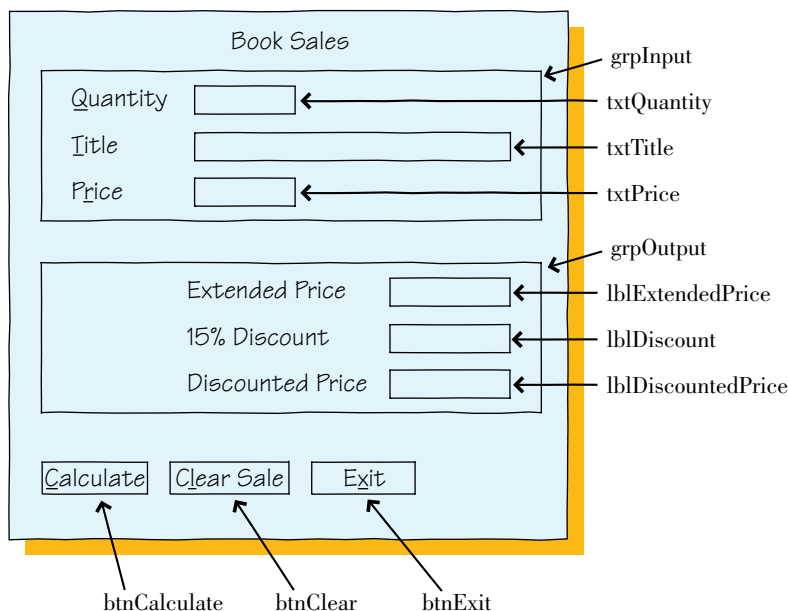 Book Sales
grpInput
Quantity
txtQuantity
Title
txtTitle
Price
txtPrice
grpOutput
Extended Price
lblExtendedPrice
15% Discount
lblDiscount
Discounted Price
lblDiscountedPrice
Calculate Clear Sale Exit
btnCalculate btnClear btnExit